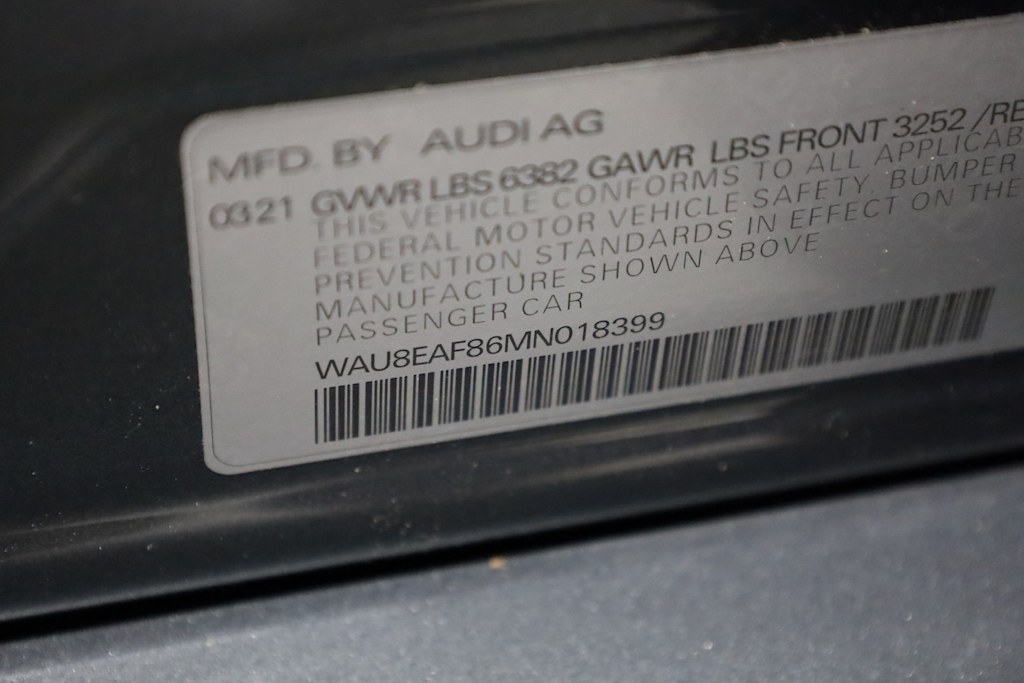 MFD. BY AUDI AG
03 21 GVWR LBS 6382 GAWR LBS FRONT 3252 /RE
THIS VEHICLE CONFORMS TO ALL APPLICAB
FEDERAL MOTOR VEHICLE SAFETY, BUMPER
PREVENTION STANDARDS IN EFFECT ON THE
MANUFACTURE SHOWN ABOVE
PASSENGER CAR
WAU8EAF86MN018399